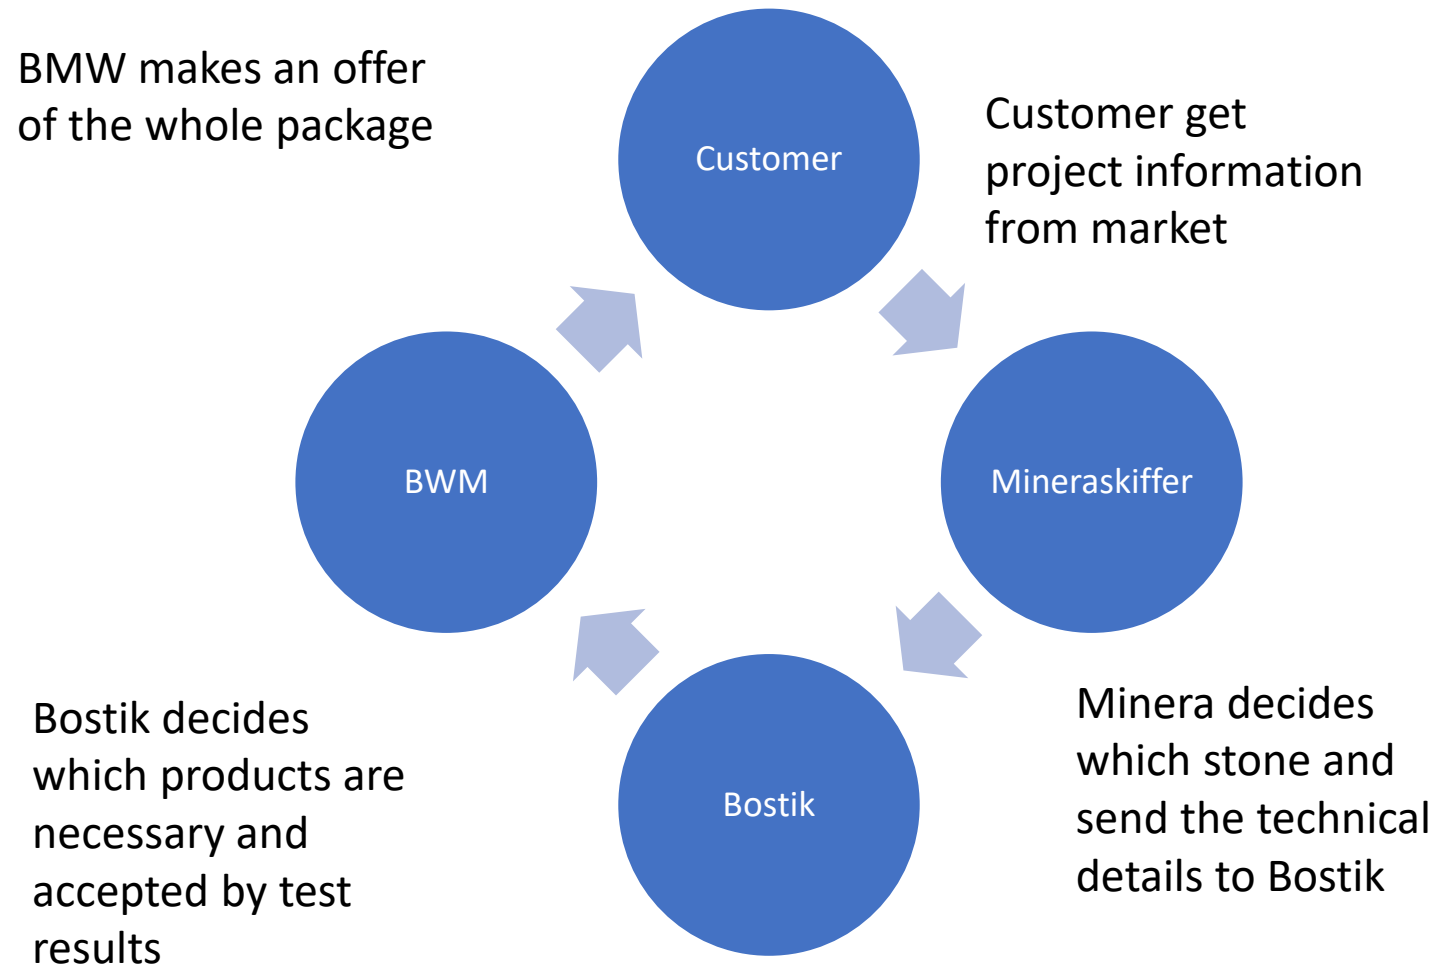 BMW makes an offer
of the whole package
Customer
Customer get
project information
from market
BWM
Mineraskiffer
Bostik decides
which products are
necessary and
accepted by test
results
Bostik
Minera decides
which stone and
send the technical
details to Bostik